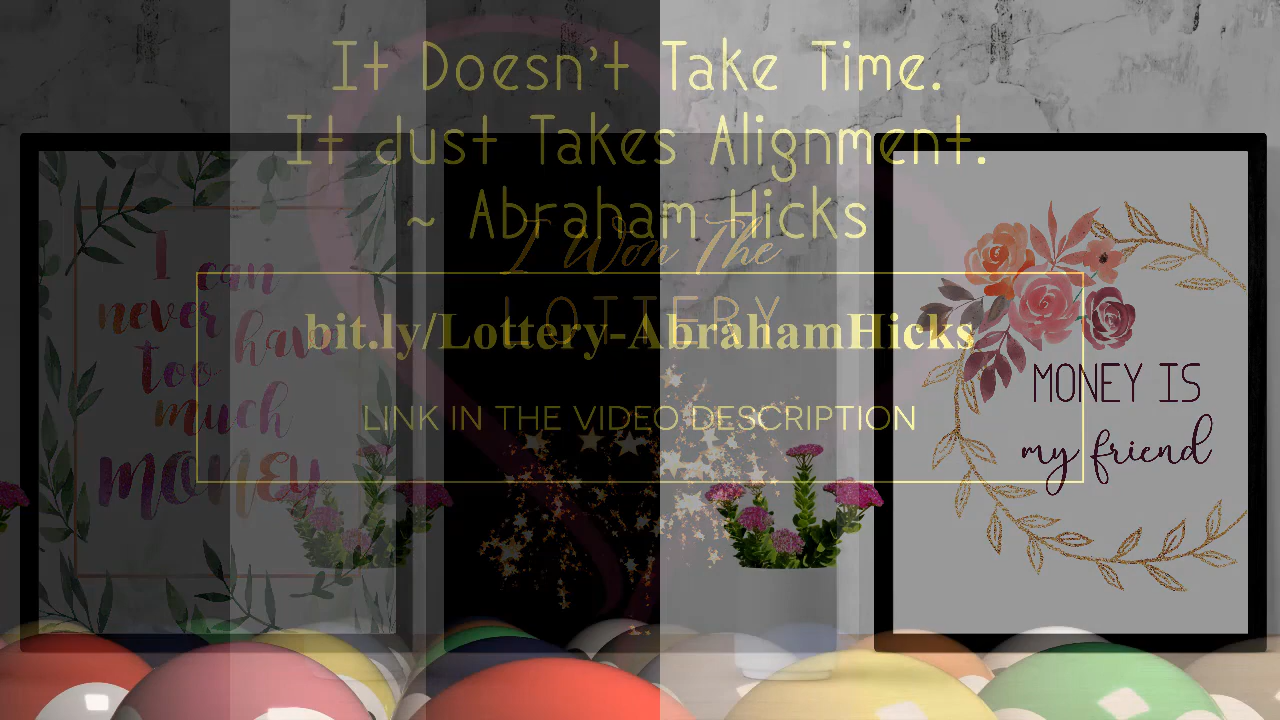 It Doesn't Take Time.
It Just Takes Alignment.
~ Abraham Hicks
I Won The
LOTTERY
bit.ly/Lottery-AbrahamHicks
LINK IN THE VIDEO DESCRIPTION
I can
never
have
too
much
money
MONEY IS
my friend